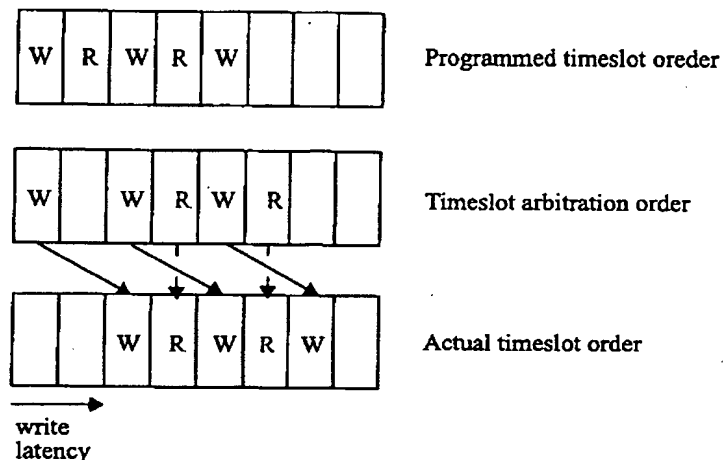 W R W R W Programmed timeslot oreder
W W R W R Timeslot arbitration order
W R W R W Actual timeslot order
write
latency